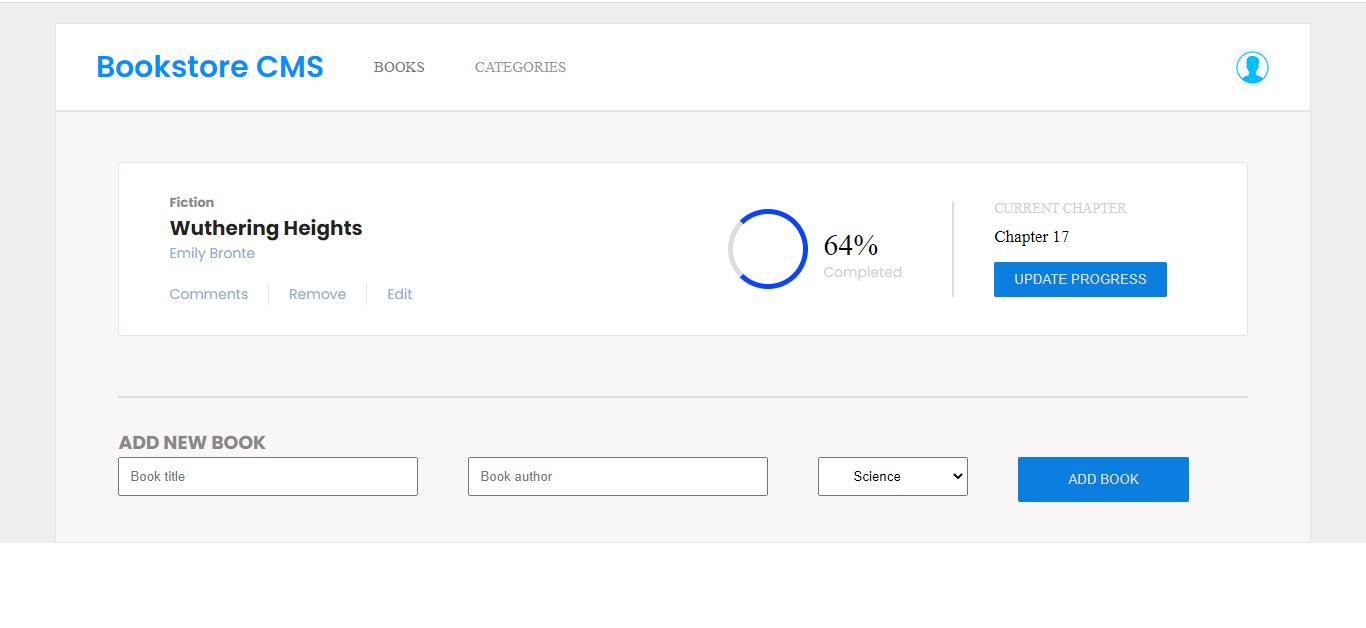 Bookstore CMS
BOOKS
CATEGORIES
Fiction
Wuthering Heights
Emily Bronte
Comments
Remove
Edit
64%
Completed
CURRENT CHAPTER
Chapter 17
UPDATE PROGRESS
ADD NEW BOOK
Book title
Book author
Science
ADD BOOK